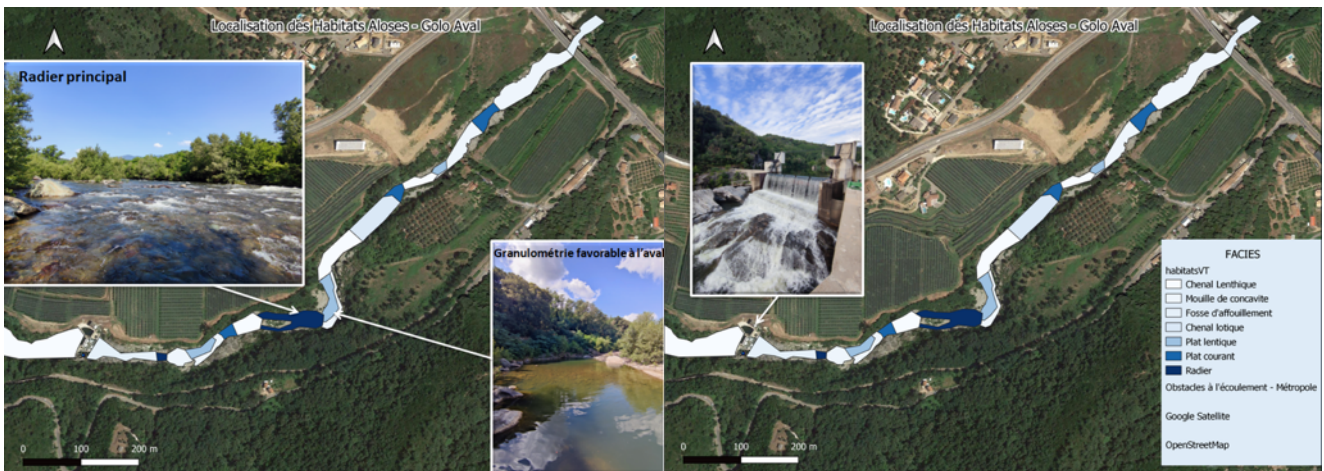 Localisation des Habitats Aloses - Golo Aval
Radier principal
Granulométrie favorable à l'aval
0 100 200 m
Localisation des Habitats Aloses - Golo Aval
FACIES
habitatsVT
Chenal Lenthique
Mouille de concavite
Fosse d'affouillement
Chenal lotique
Plat lentique
Plat courant
Radier
Obstacles à l'écoulement - Métropole
Google Satellite
OpenStreetMap
0 100 200 m